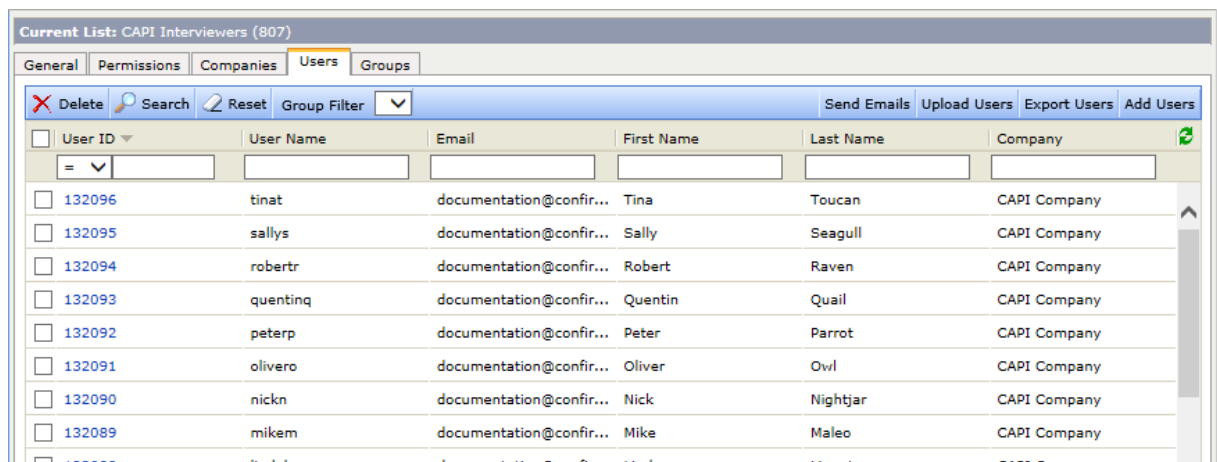 Current List: CAPI Interviewers (807)
General Permissions Companies Users Groups
Delete Search Reset Group Filter Send Emails Upload Users Export Users Add Users
User ID User Name Email First Name Last Name Company
=
132096 tinat documentation@confir... Tina Toucan CAPI Company
132095 sallys documentation@confir... Sally Seagull CAPI Company
132094 robertr documentation@confir... Robert Raven CAPI Company
132093 quentinq documentation@confir... Quentin Quail CAPI Company
132092 peterp documentation@confir... Peter Parrot CAPI Company
132091 olivero documentation@confir... Oliver Owl CAPI Company
132090 nickn documentation@confir... Nick Nightjar CAPI Company
132089 mikem documentation@confir... Mike Maleo CAPI Company